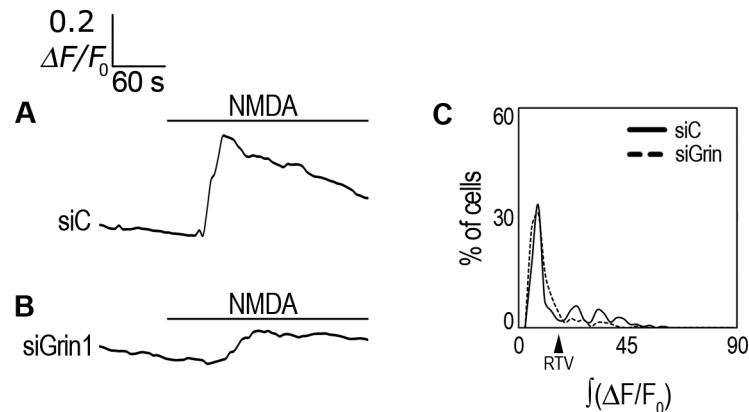 0.2
ΔF/F₀
60 s
A
NMDA
siC
B
NMDA
siGrin1
C
60
30
0
% of cells
siC
siGrin
0 45 90
RTV
∫(ΔF/F₀)